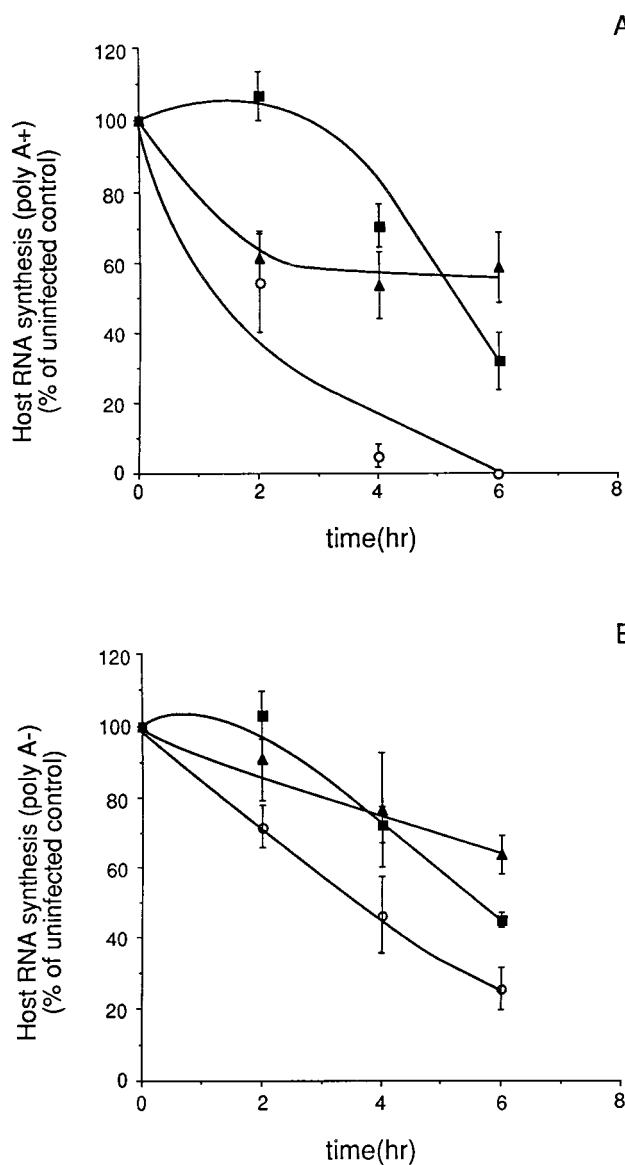 A
120
100
80
60
40
20
0
Host RNA synthesis (poly A+)
(% of uninfected control)
0 2 4 6 8
time(hr)
120
100
80
60
40
20
0
Host RNA synthesis (poly A-)
(% of uninfected control)
0 2 4 6 8
time(hr)